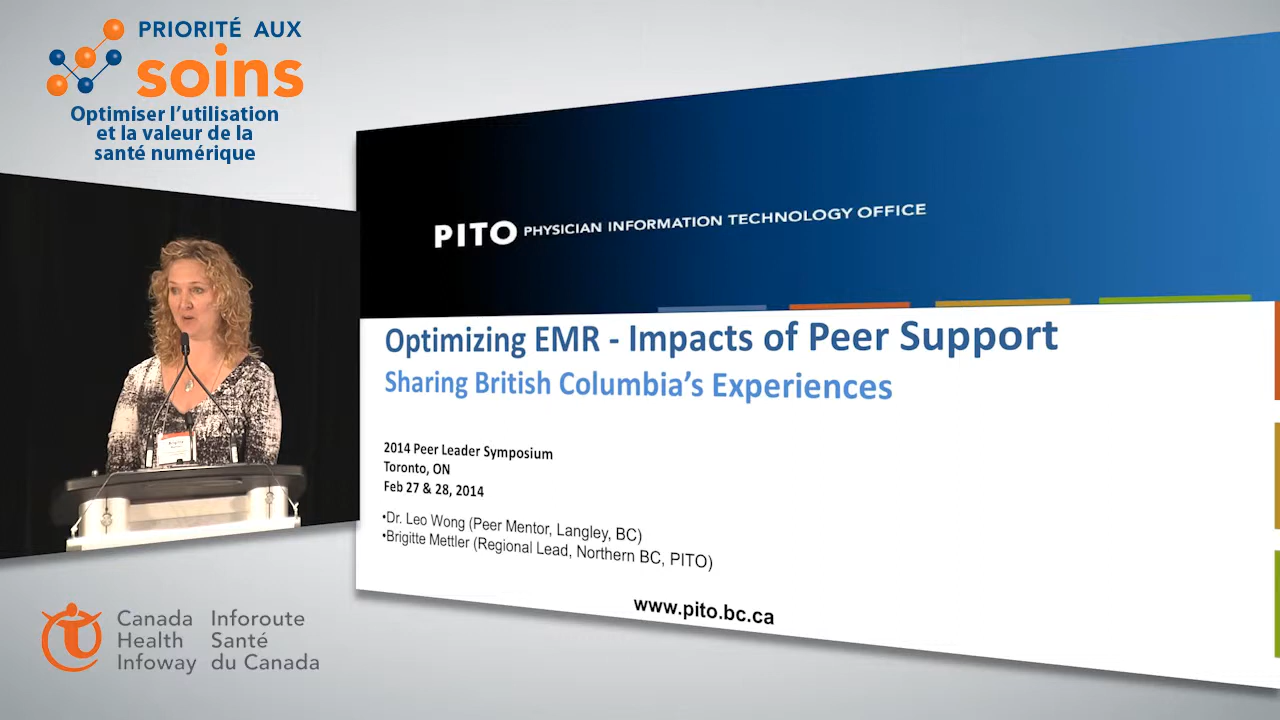 PRIORITÉ AUX
soins
Optimiser l’utilisation
et la valeur de la
santé numérique
PITO PHYSICIAN INFORMATION TECHNOLOGY OFFICE
Optimizing EMR - Impacts of Peer Support
Sharing British Columbia’s Experiences
2014 Peer Leader Symposium
Toronto, ON
Feb 27 & 28, 2014
•Dr. Leo Wong (Peer Mentor, Langley, BC)
•Brigitte Mettler (Regional Lead, Northern BC, PITO)
www.pito.bc.ca
Canada Inforoute
Health Santé
Infoway du Canada